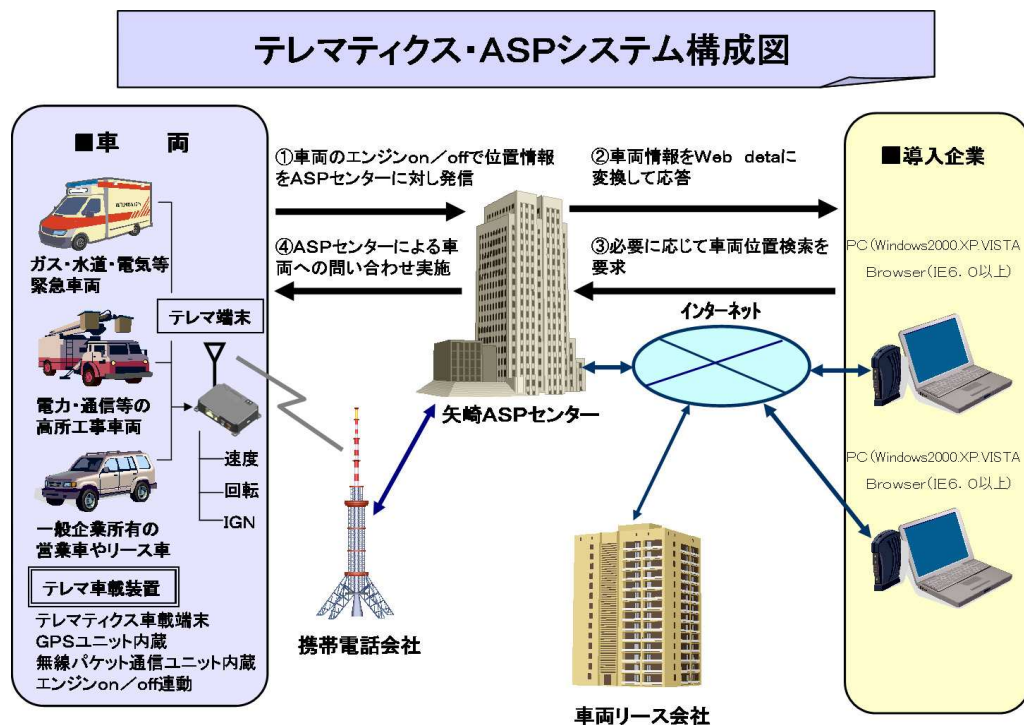 テレマティクス・ASPシステム構成図
■車　両
ガス・水道・電気等
緊急車両
テレマ端末
電力・通信等の
高所工事車両
速度
回転
IGN
一般企業所有の
営業車やリース車
テレマ車載装置
テレマティクス車載端末
GPSユニット内蔵
無線パケット通信ユニット内蔵
エンジンon／off連動
①車両のエンジンon／offで位置情報
をASPセンターに対し発信
②車両情報をWeb detaに
変換して応答
④ASPセンターによる車
両への問い合わせ実施
③必要に応じて車両位置検索を
要求
インターネット
矢崎ASPセンター
携帯電話会社
車両リース会社
■導入企業
PC(Windows2000.XP.VISTA
Browser(IE6.0以上)
PC(Windows2000.XP.VISTA
Browser(IE6.0以上)